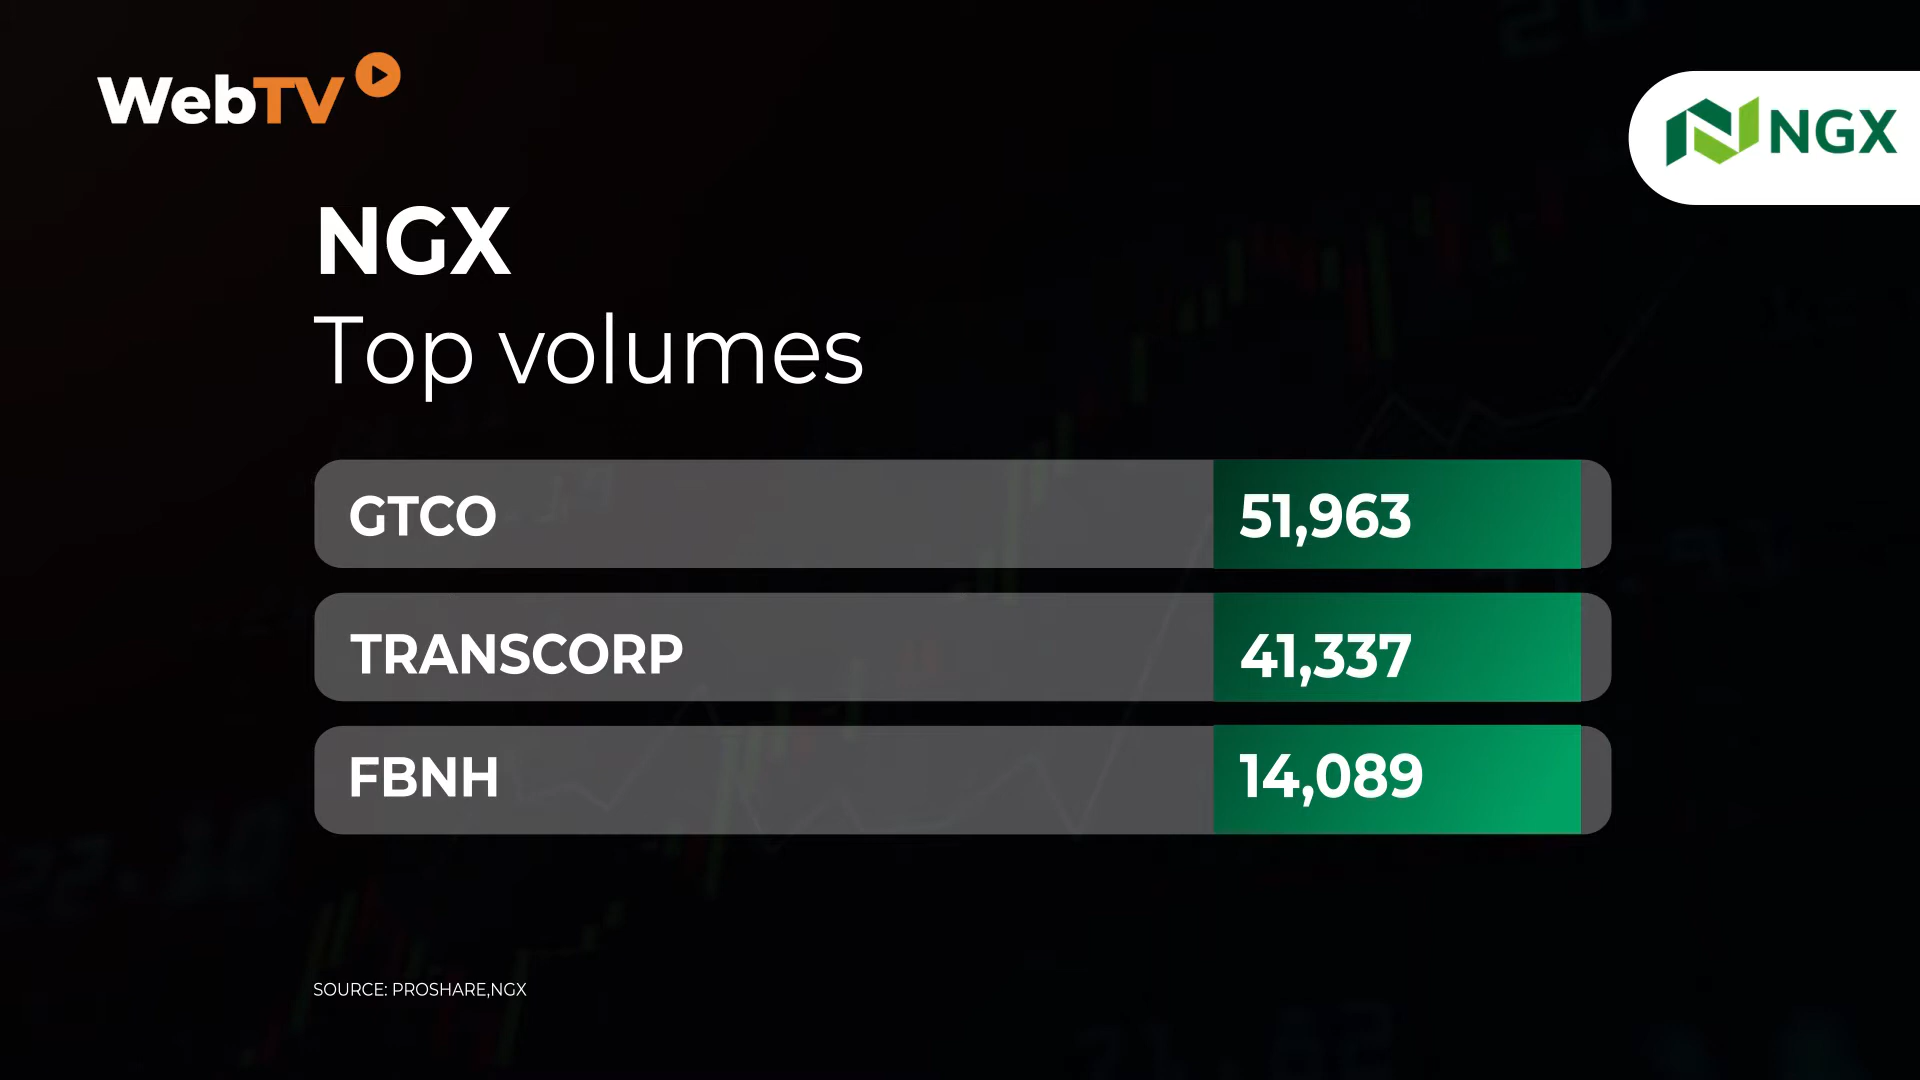 WebTV
NGX
NGX
Top volumes
GTCO 51,963
TRANSCORP 41,337
FBNH 14,089
SOURCE: PROSHARE,NGX